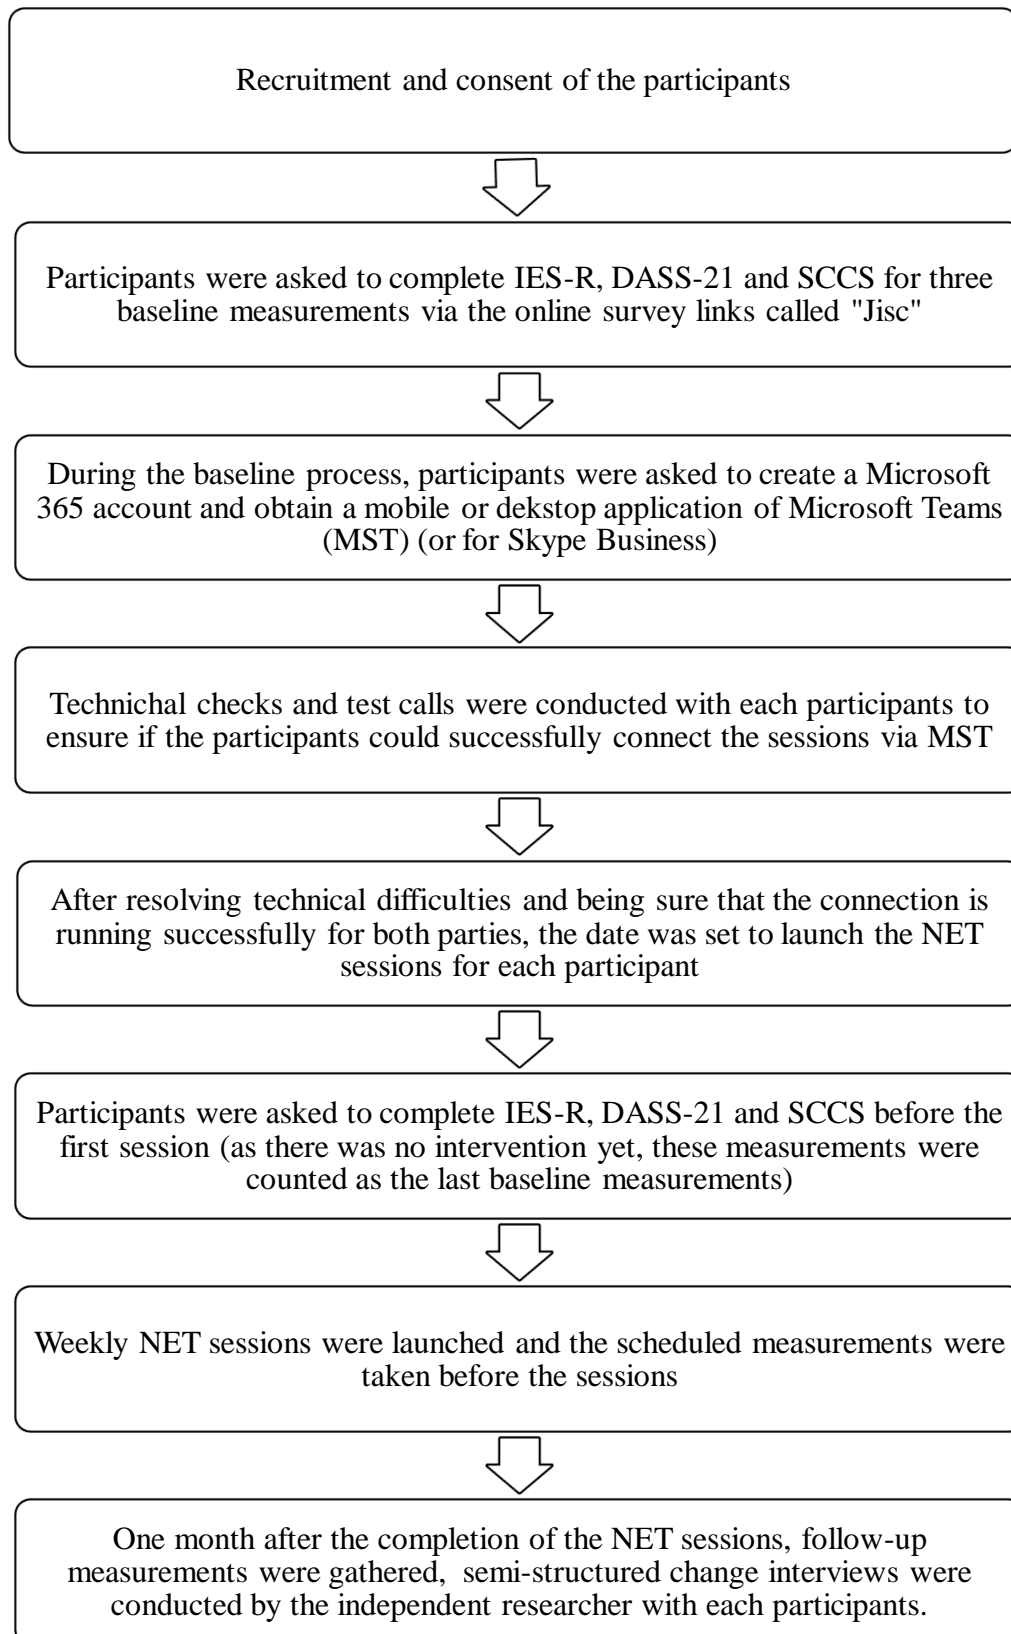 Recruitment and consent of the participants
Participants were asked to complete IES-R, DASS-21 and SCCS for three
baseline measurements via the online survey links called "Jisc"
During the baseline process, participants were asked to create a Microsoft
365 account and obtain a mobile or dekstop application of Microsoft Teams
(MST) (or for Skype Business)
Technichal checks and test calls were conducted with each participants to
ensure if the participants could successfully connect the sessions via MST
After resolving technical difficulties and being sure that the connection is
running successfully for both parties, the date was set to launch the NET
sessions for each participant
Participants were asked to complete IES-R, DASS-21 and SCCS before the
first session (as there was no intervention yet, these measurements were
counted as the last baseline measurements)
Weekly NET sessions were launched and the scheduled measurements were
taken before the sessions
One month after the completion of the NET sessions, follow-up
measurements were gathered, semi-structured change interviews were
conducted by the independent researcher with each participants.